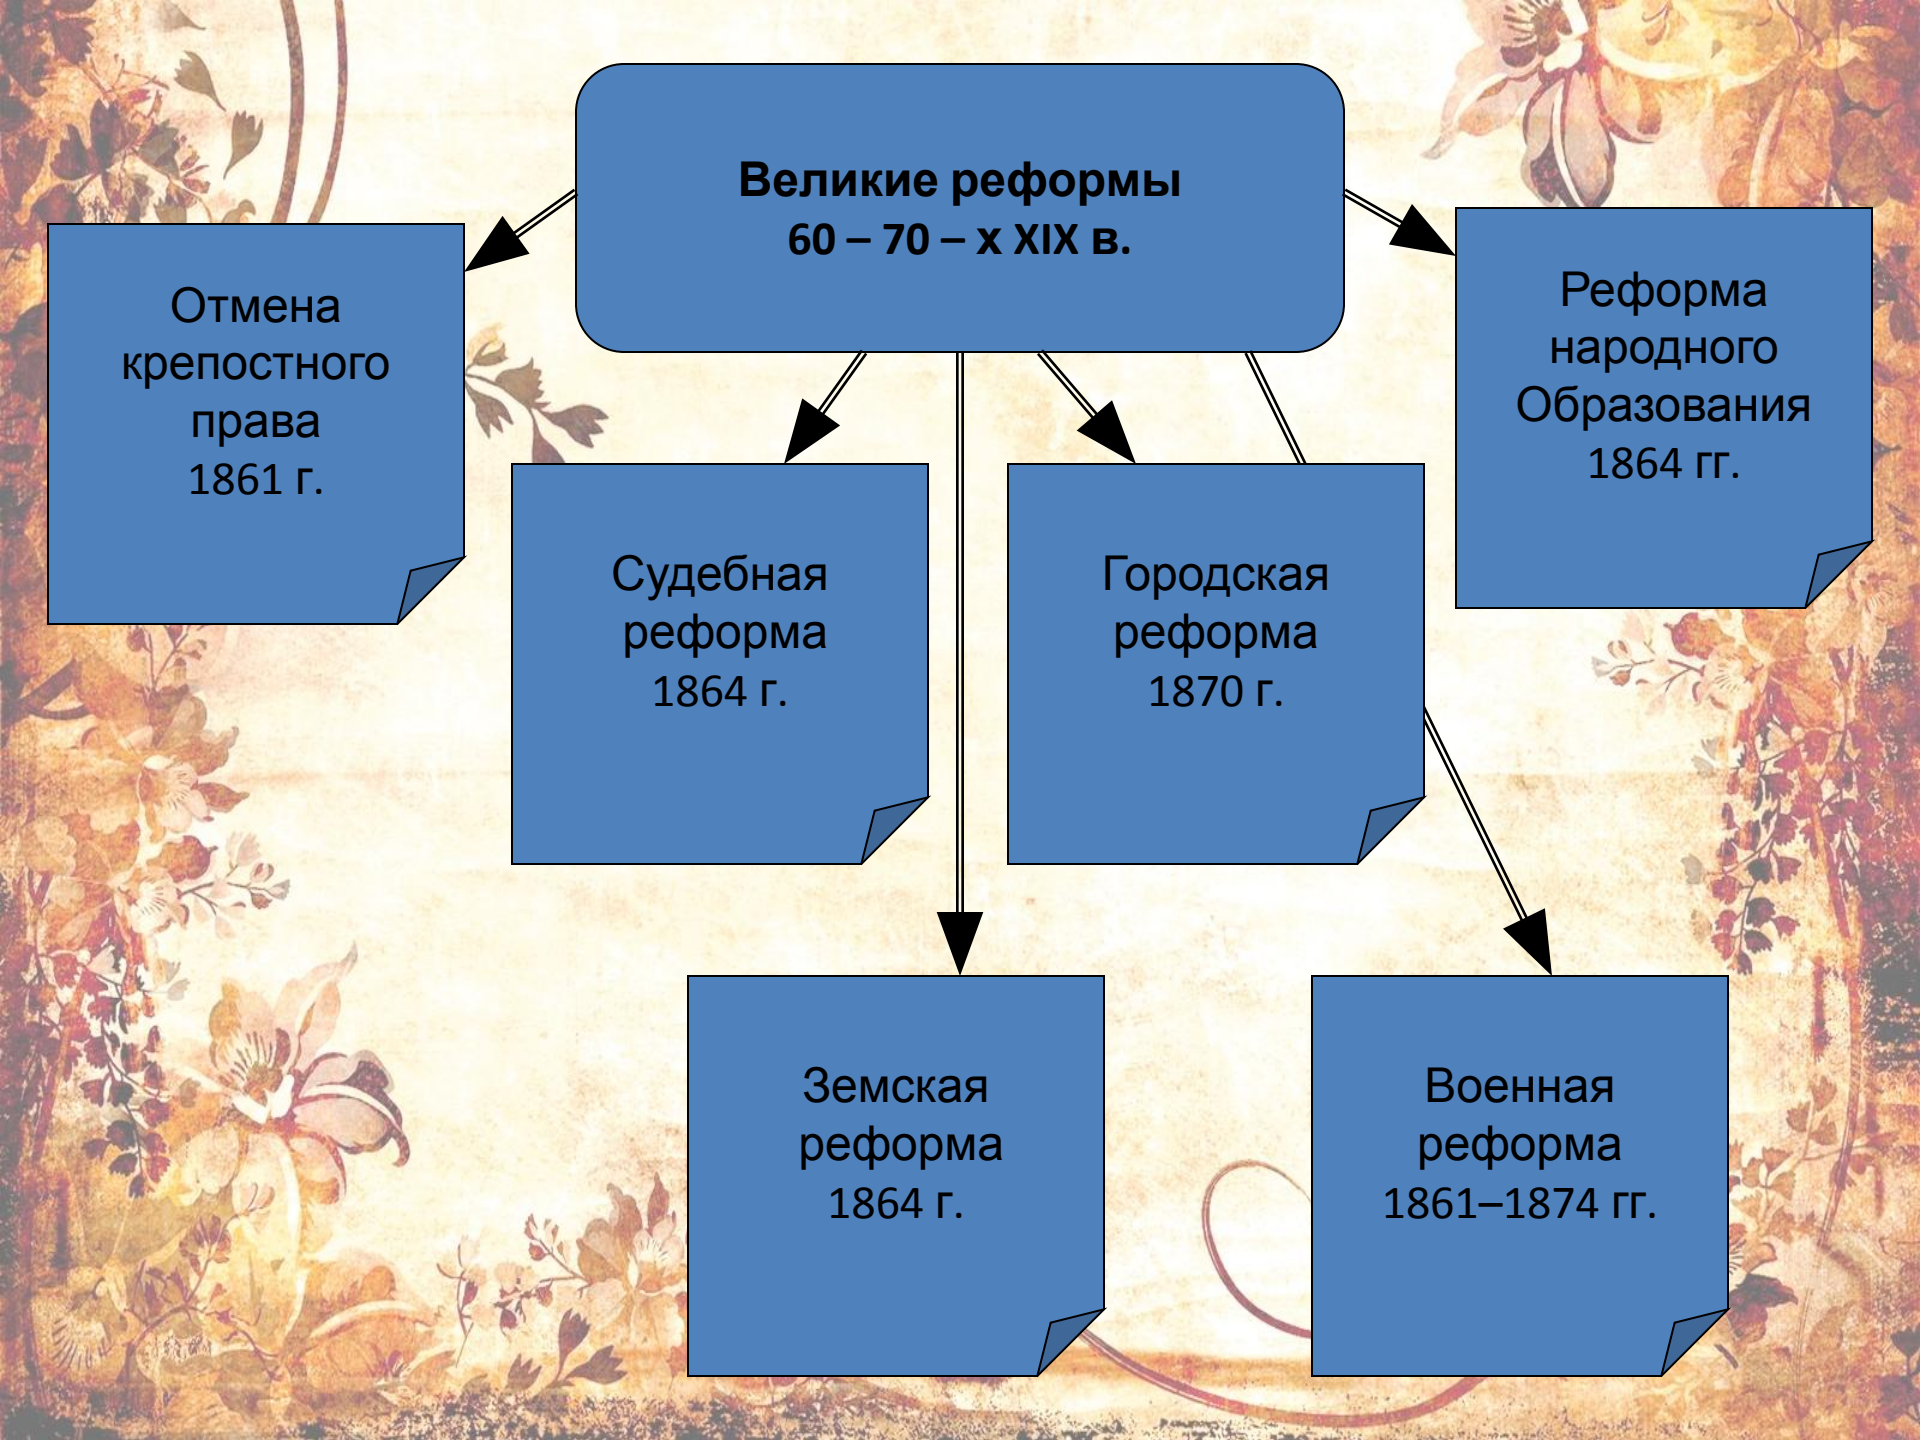 Великие реформы
60 – 70 – х XIX в.
Отмена
крепостного
права
1861 г.
Реформа
народного
Образования
1864 гг.
Судебная
реформа
1864 г.
Городская
реформа
1870 г.
Земская
реформа
1864 г.
Военная
реформа
1861–1874 гг.